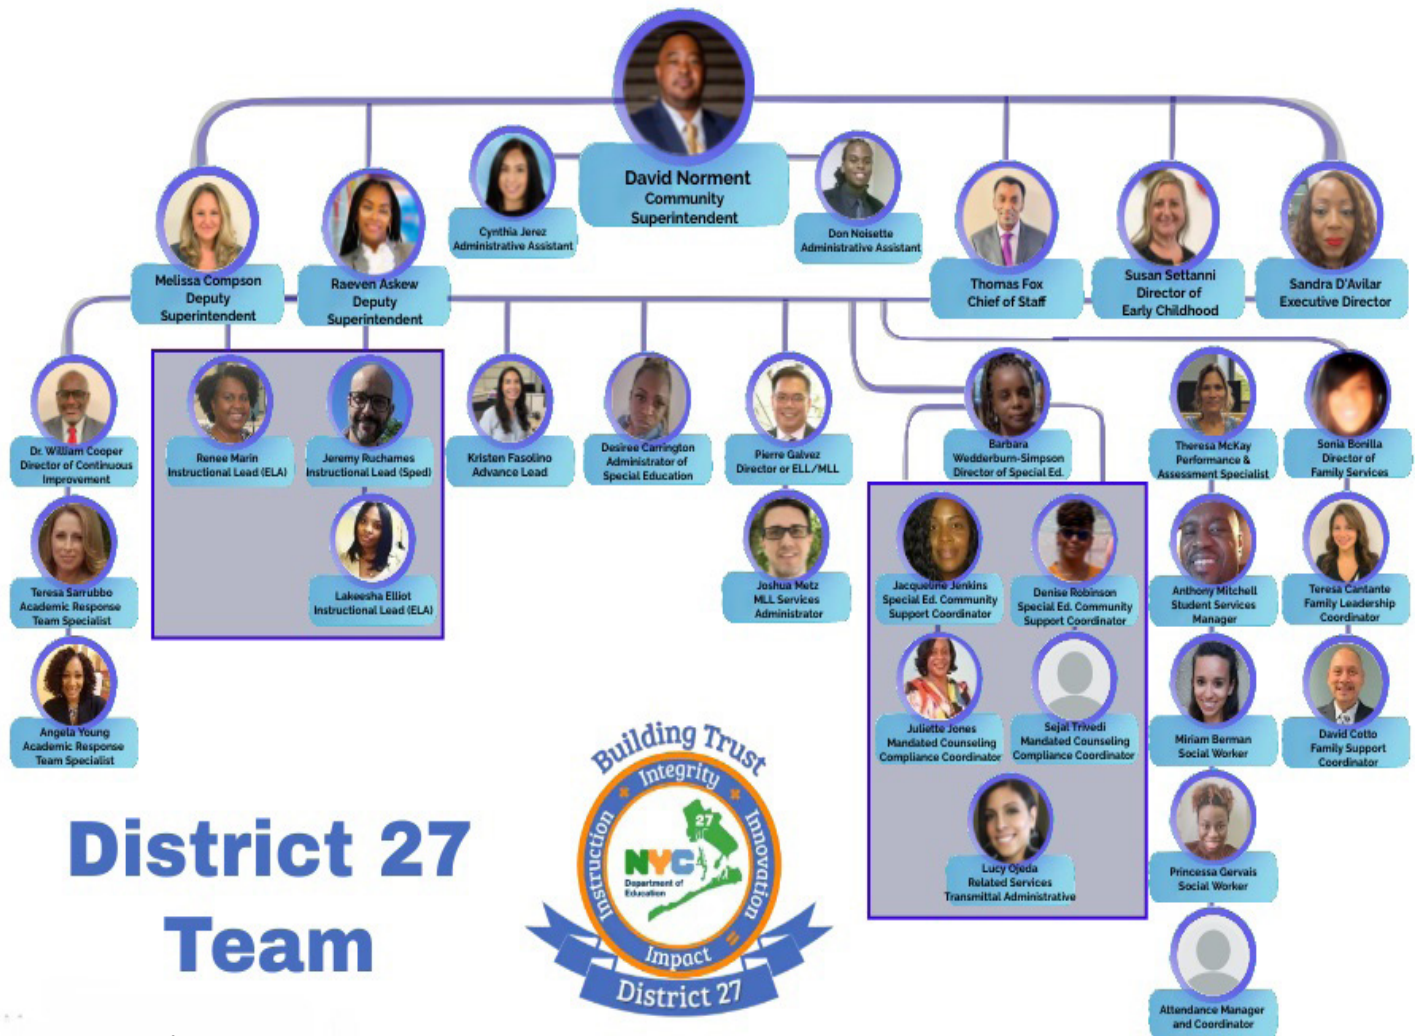 David Norment
Community
Superintendent
Cynthia Jerez
Administrative Assistant
Don Noisette
Administrative Assistant
Melissa Compson
Deputy
Superintendent
Raeven Askew
Deputy
Superintendent
Thomas Fox
Chief of Staff
Susan Settanni
Director of
Early Childhood
Sandra D'Avilar
Executive Director
Dr. William Cooper
Director of Continuous
Improvement
Renee Marin
Instructional Lead (ELA)
Jeremy Ruchames
Instructional Lead (Sped)
Kristen Fasolino
Advance Lead
Desiree Carrington
Administrator of
Special Education
Pierre Galvez
Director or ELL/MLL
Barbara
Wedderburn-Simpson
Director of Special Ed.
Theresa McKay
Performance &
Assessment Specialist
Sonia Bonilla
Director of
Family Services
Teresa Sarrubbo
Academic Response
Team Specialist
Lakeesha Elliot
Instructional Lead (ELA)
Joshua Metz
MLL Services
Administrator
Jacqueline Jenkins
Special Ed. Community
Support Coordinator
Denise Robinson
Special Ed. Community
Support Coordinator
Anthony Mitchell
Student Services
Manager
Teresa Cantante
Family Leadership
Coordinator
Angela Young
Academic Response
Team Specialist
Juliette Jones
Mandated Counseling
Compliance Coordinator
Sejal Trivedi
Mandated Counseling
Compliance Coordinator
Miriam Berman
Social Worker
David Cotto
Family Support
Coordinator
Lucy Ojeda
Related Services
Transmittal Administrative
Princessa Gervais
Social Worker
Attendance Manager
and Coordinator
District 27
Team
Building Trust
Instruction + Integrity + Innovation = Impact
27
NYC
Department of
Education
District 27